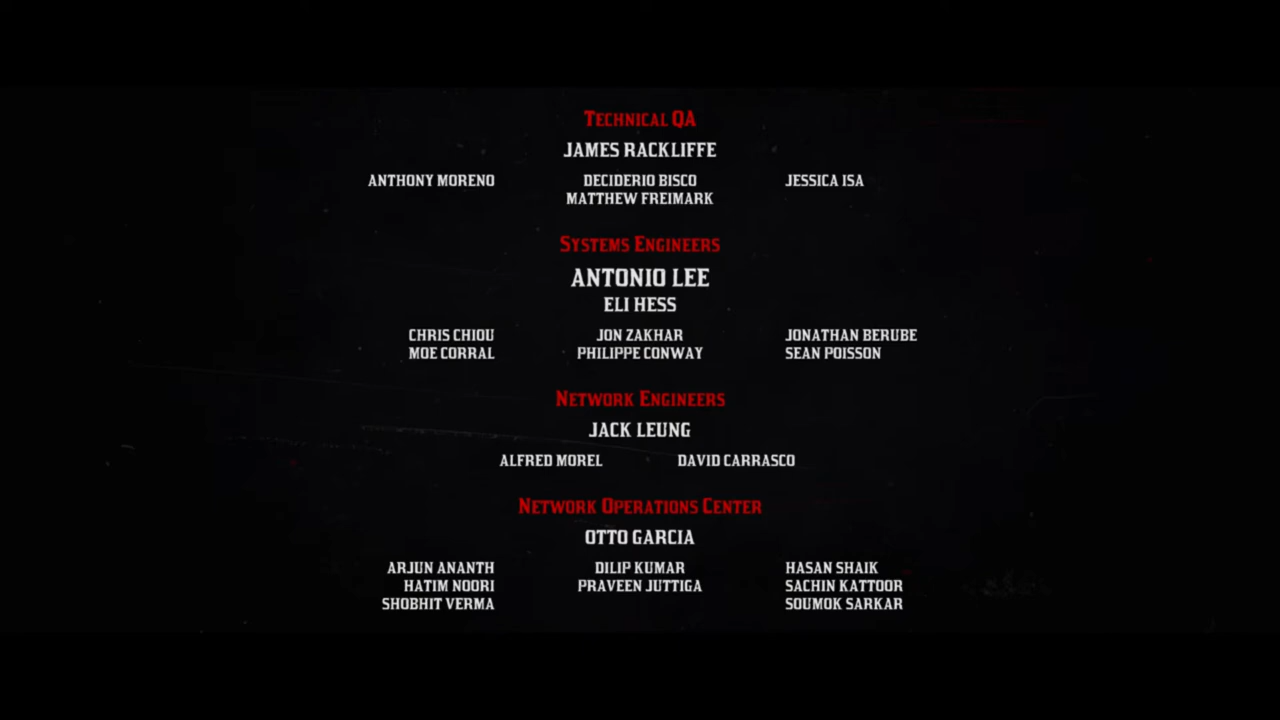 Technical QA
JAMES RACKLIFFE
ANTHONY MORENO DECIDERIO BISCO JESSICA ISA
MATTHEW FREIMARK
Systems Engineers
ANTONIO LEE
ELI HESS
CHRIS CHIOU JON ZAKHAR JONATHAN BERUBE
MOE CORRAL PHILIPPE CONWAY SEAN POISSON
Network Engineers
JACK LEUNG
ALFRED MOREL DAVID CARRASCO
Network Operations Center
OTTO GARCIA
ARJUN ANANTH DILIP KUMAR HASAN SHAIK
HATIM NOORI PRAVEEN JUTTIGA SACHIN KATTOOR
SHOBHIT VERMA SOUMOK SARKAR